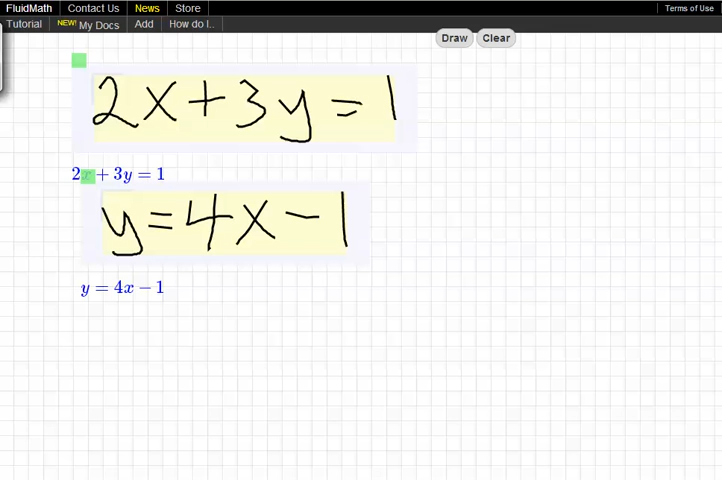 FluidMath Contact Us News Store Terms of Use
Tutorial NEW! My Docs Add How do I..
Draw Clear
2x+3y=1
2x + 3y = 1
y=4x-1
y = 4x − 1